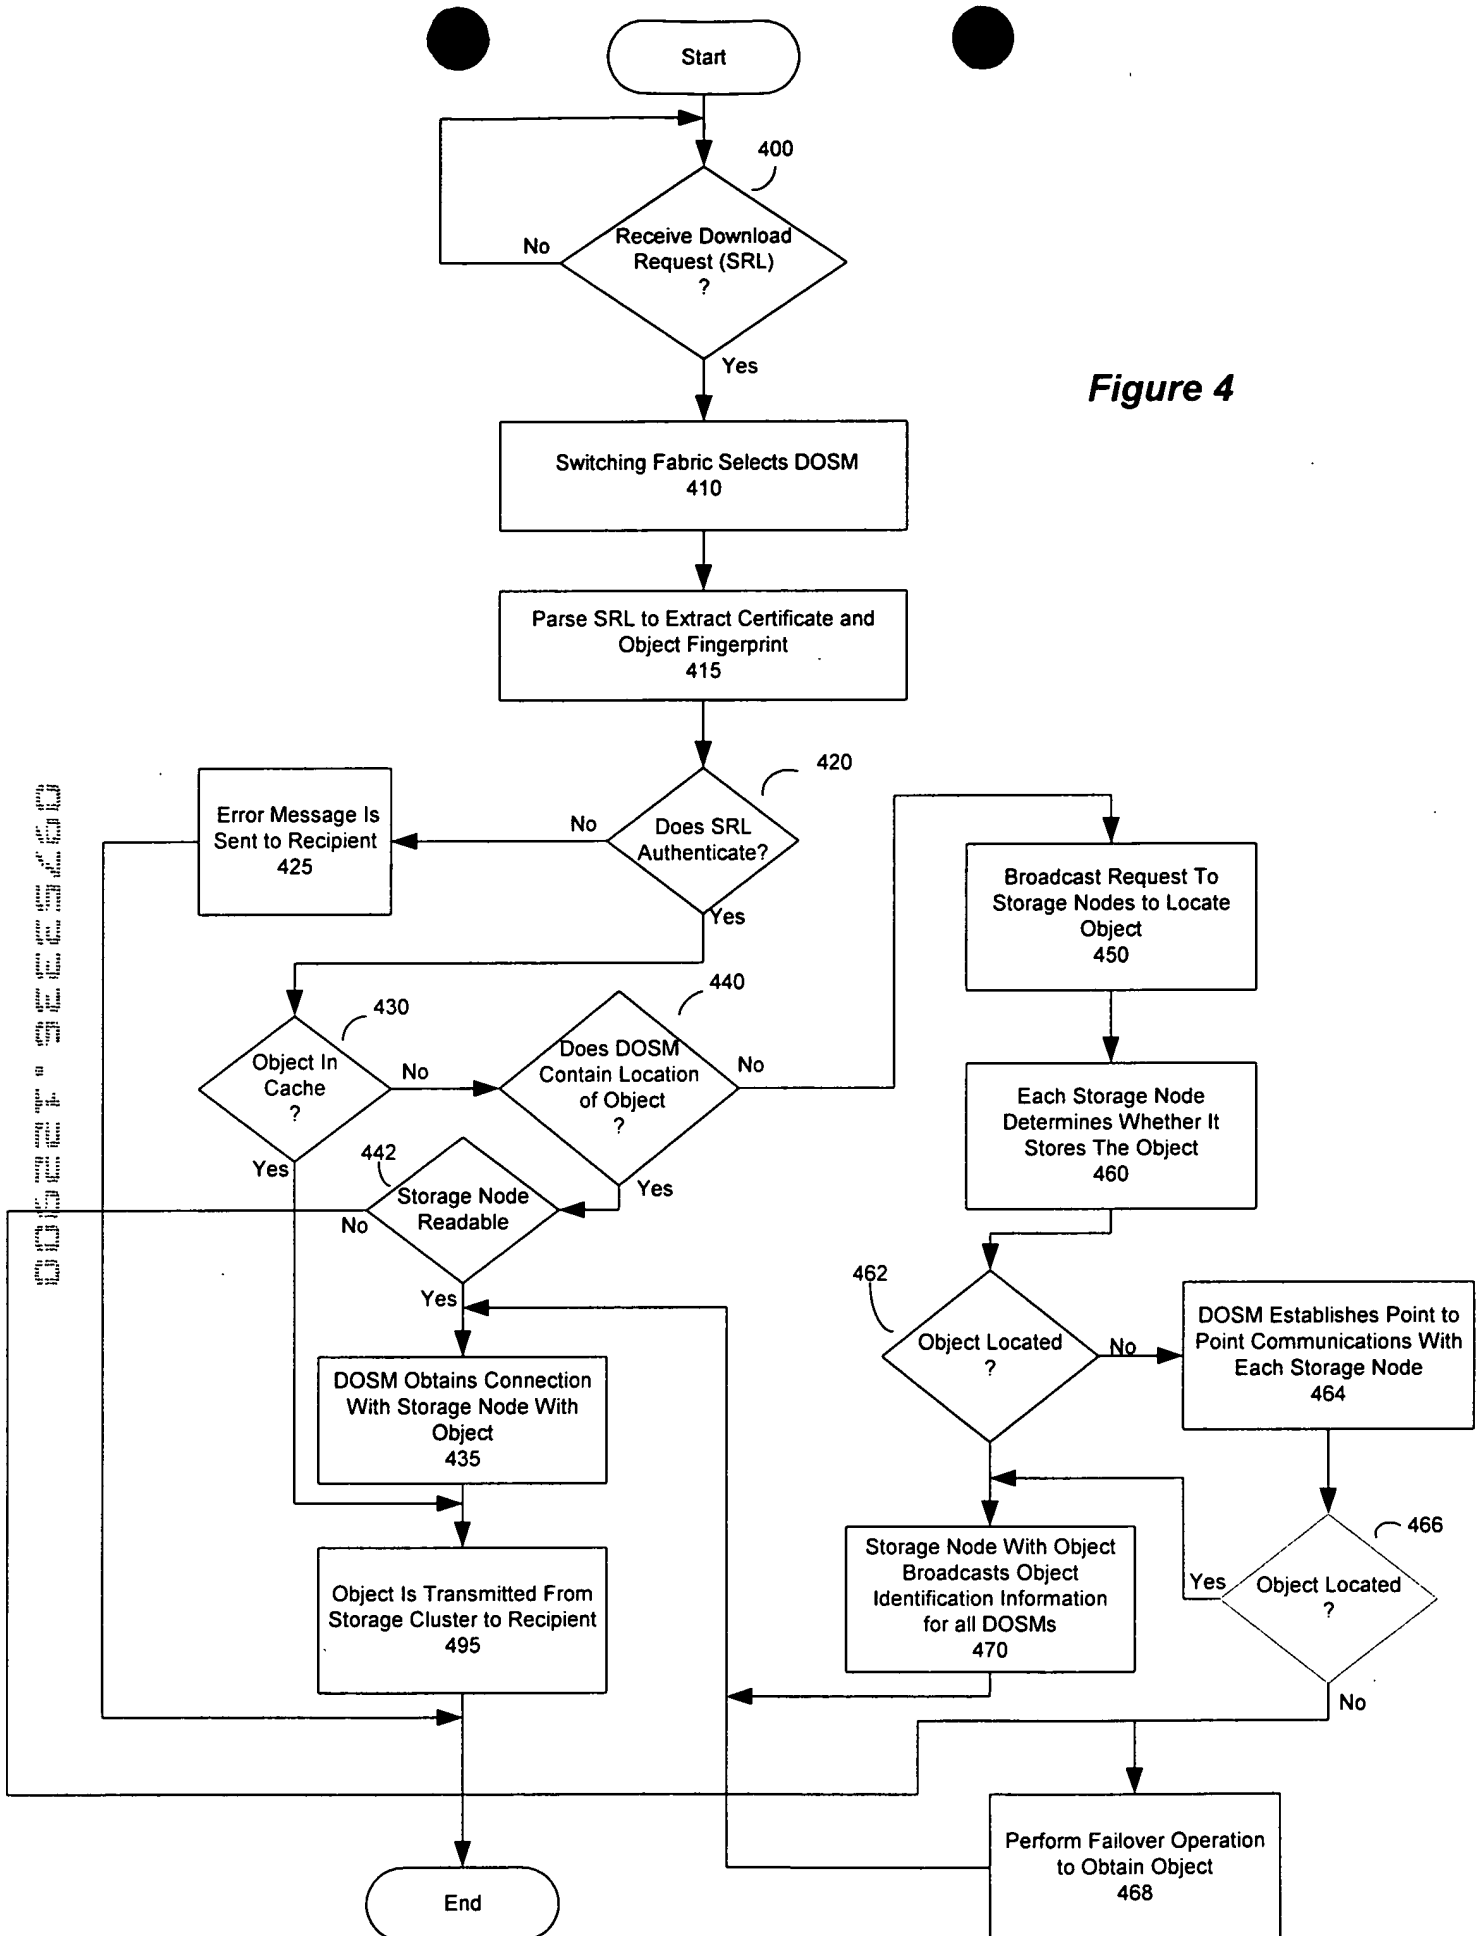 Start
400
Receive Download
Request (SRL)
?
No
Yes
Figure 4
Switching Fabric Selects DOSM
410
Parse SRL to Extract Certificate and
Object Fingerprint
415
420
Does SRL
Authenticate?
No
Yes
Error Message Is
Sent to Recipient
425
Broadcast Request To
Storage Nodes to Locate
Object
450
430
Object In
Cache
?
No
Yes
440
Does DOSM
Contain Location
of Object
?
No
Yes
Each Storage Node
Determines Whether It
Stores The Object
460
442
Storage Node
Readable
No
Yes
462
Object Located
?
No
DOSM Establishes Point to
Point Communications With
Each Storage Node
464
DOSM Obtains Connection
With Storage Node With
Object
435
466
Object Located
?
Yes
No
Storage Node With Object
Broadcasts Object
Identification Information
for all DOSMs
470
Object Is Transmitted From
Storage Cluster to Recipient
495
Perform Failover Operation
to Obtain Object
468
End